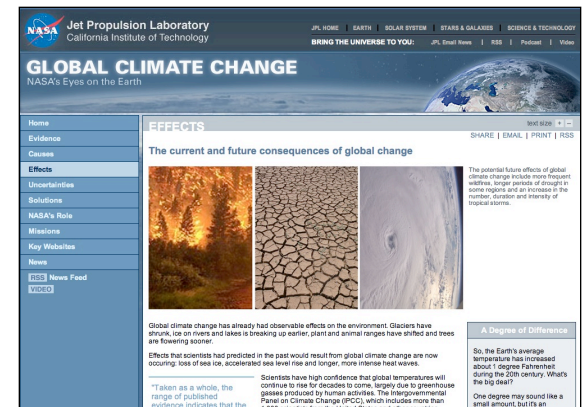 NASA
Jet Propulsion Laboratory
California Institute of Technology
JPL HOME EARTH SOLAR SYSTEM STARS & GALAXIES SCIENCE & TECHNOLOGY
BRING THE UNIVERSE TO YOU: JPL Email News | RSS | Podcast | Video
GLOBAL CLIMATE CHANGE
NASA's Eyes on the Earth
Home
Evidence
Causes
Effects
Uncertainties
Solutions
NASA's Role
Missions
Key Websites
News
RSS News Feed
VIDEO
EFFECTS
text size + −
SHARE | EMAIL | PRINT | RSS
The current and future consequences of global change
The potential future effects of global
climate change include more frequent
wildfires, longer periods of drought in
some regions and an increase in the
number, duration and intensity of
tropical storms.
Global climate change has already had observable effects on the environment. Glaciers have
shrunk, ice on rivers and lakes is breaking up earlier, plant and animal ranges have shifted and trees
are flowering sooner.
Effects that scientists had predicted in the past would result from global climate change are now
occuring: loss of sea ice, accelerated sea level rise and longer, more intense heat waves.
"Taken as a whole, the
range of published
evidence indicates that the
Scientists have high confidence that global temperatures will
continue to rise for decades to come, largely due to greenhouse
gasses produced by human activities. The Intergovernmental
Panel on Climate Change (IPCC), which includes more than
A Degree of Difference
So, the Earth's average
temperature has increased
about 1 degree Fahrenheit
during the 20th century. What's
the big deal?
One degree may sound like a
small amount, but it's an